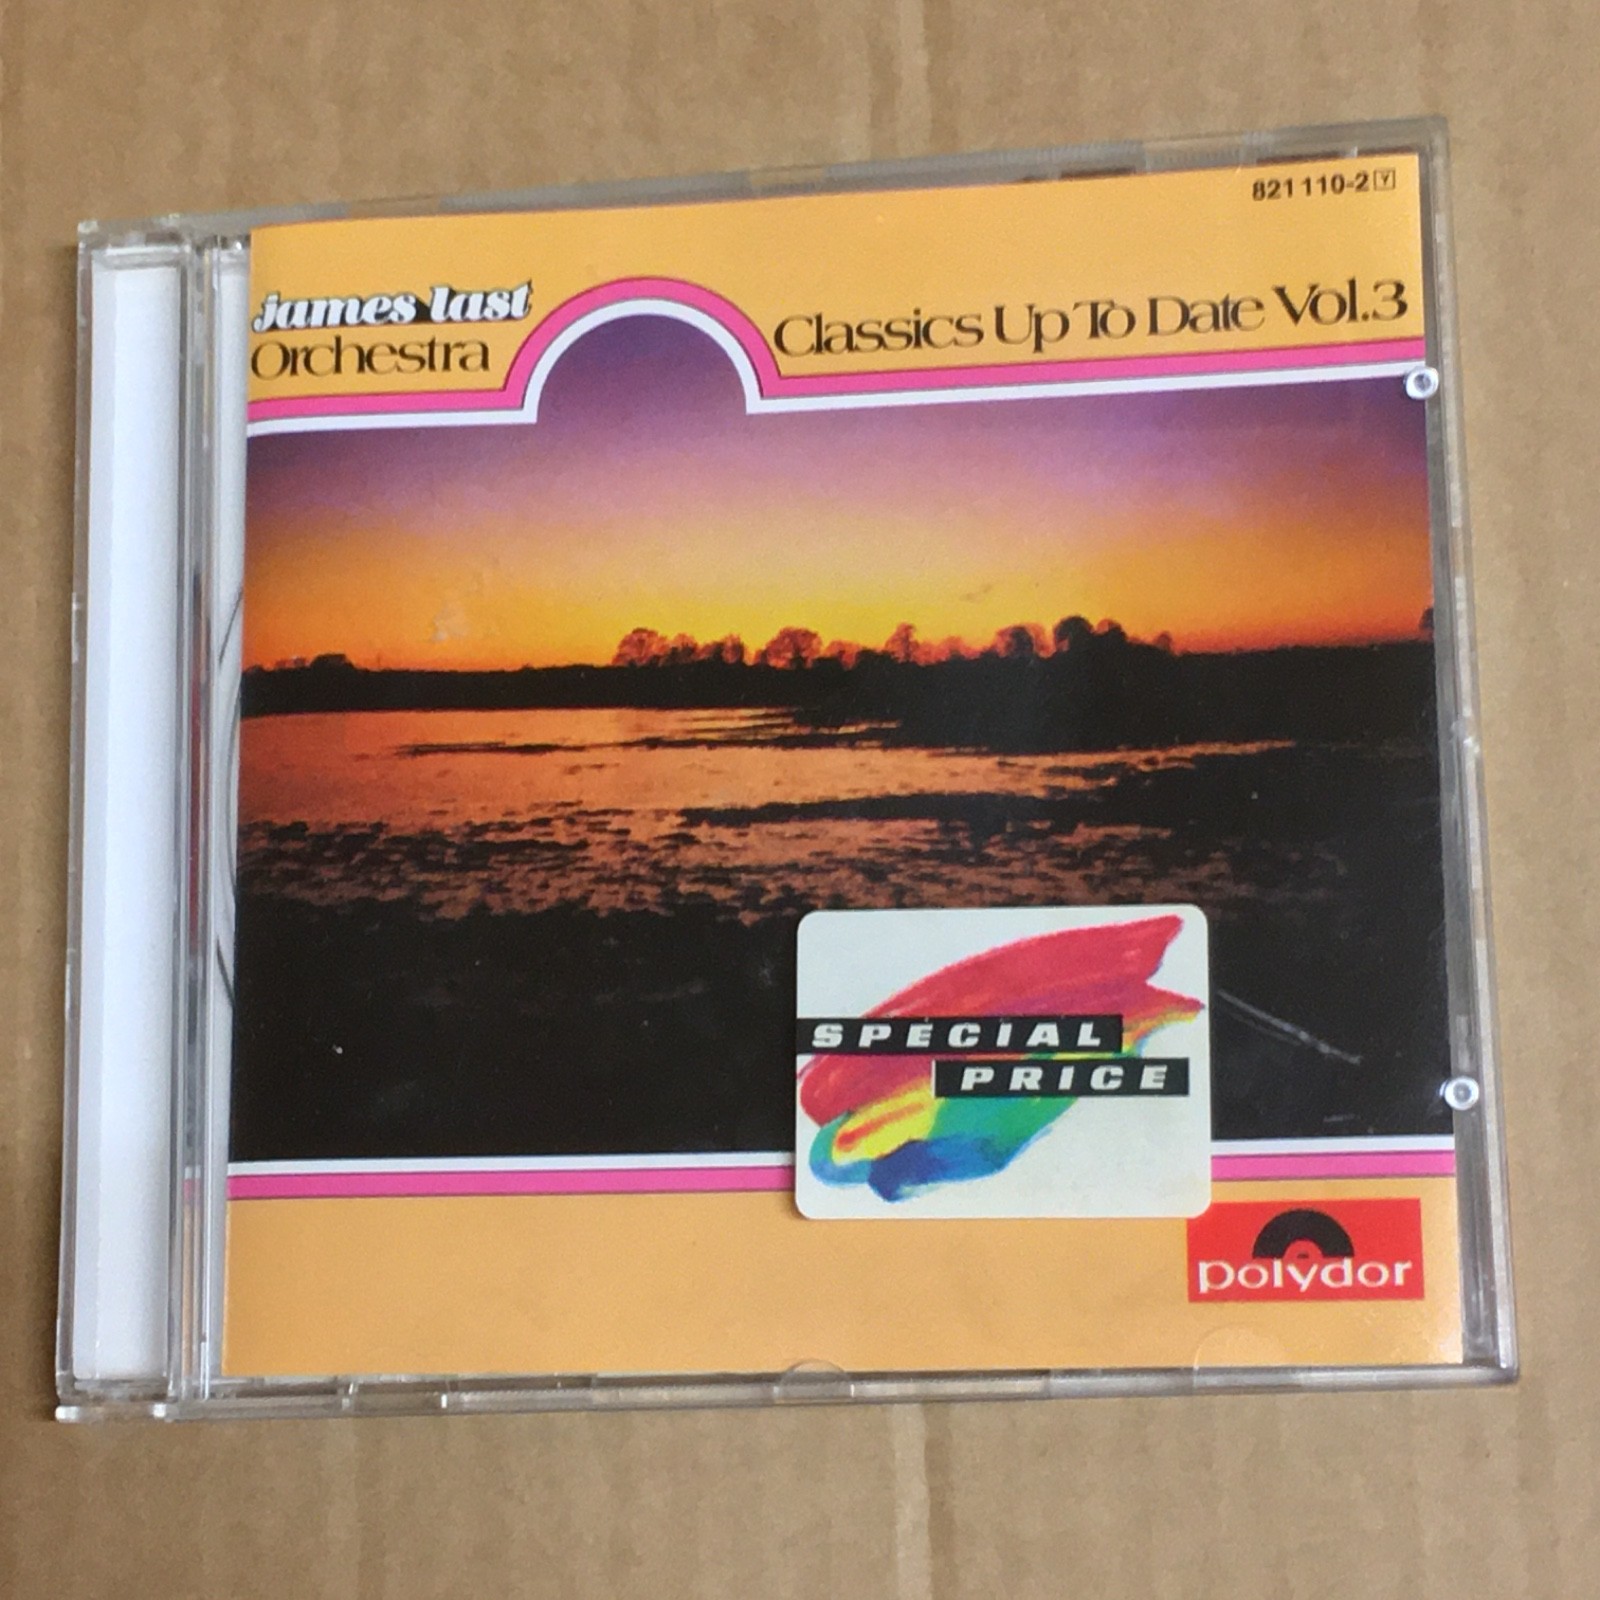 821 110-2 Y
james last
Orchestra
Classics Up To Date Vol.3
SPECIAL
PRICE
polydor